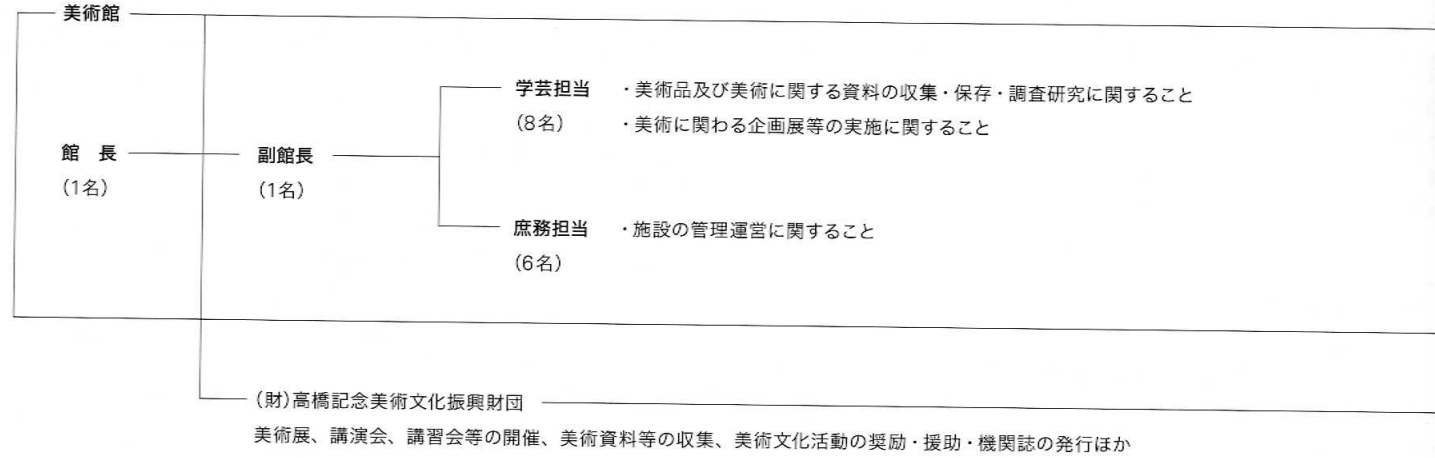 美術館
学芸担当 ・美術品及び美術に関する資料の収集・保存・調査研究に関すること
(8名) ・美術に関わる企画展等の実施に関すること
館 長 副館長
(1名) (1名)
庶務担当 ・施設の管理運営に関すること
(6名)
(財)高橋記念美術文化振興財団
美術展、講演会、講習会等の開催、美術資料等の収集、美術文化活動の奨励・援助・機関誌の発行ほか